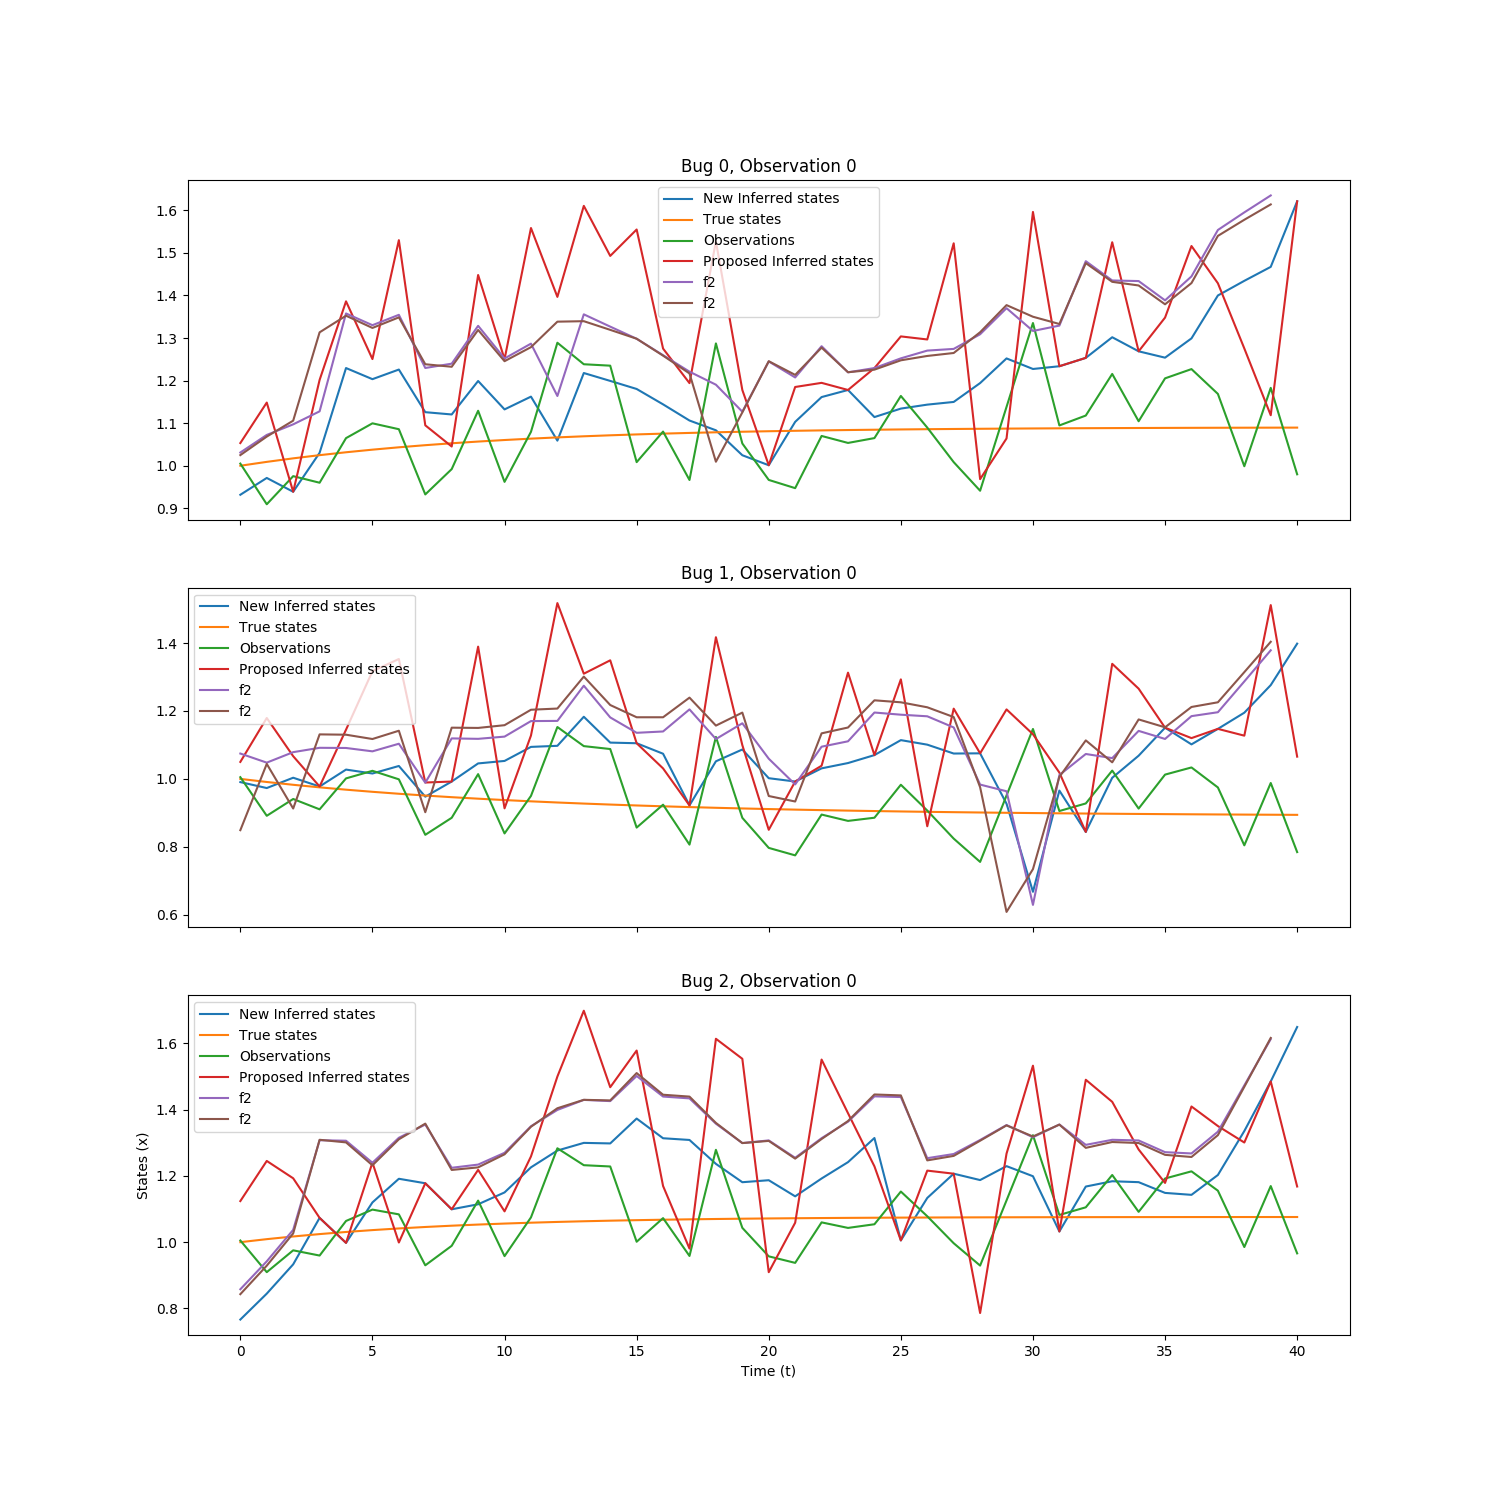 Bug 0, Observation 0
1.6
1.5
1.4
1.3
1.2
1.1
1.0
0.9
New Inferred states
True states
Observations
Proposed Inferred states
f2
f2
Bug 1, Observation 0
1.4
1.2
1.0
0.8
0.6
New Inferred states
True states
Observations
Proposed Inferred states
f2
f2
Bug 2, Observation 0
1.6
1.4
1.2
1.0
0.8
States (x)
New Inferred states
True states
Observations
Proposed Inferred states
f2
f2
0 5 10 15 20 25 30 35 40
Time (t)